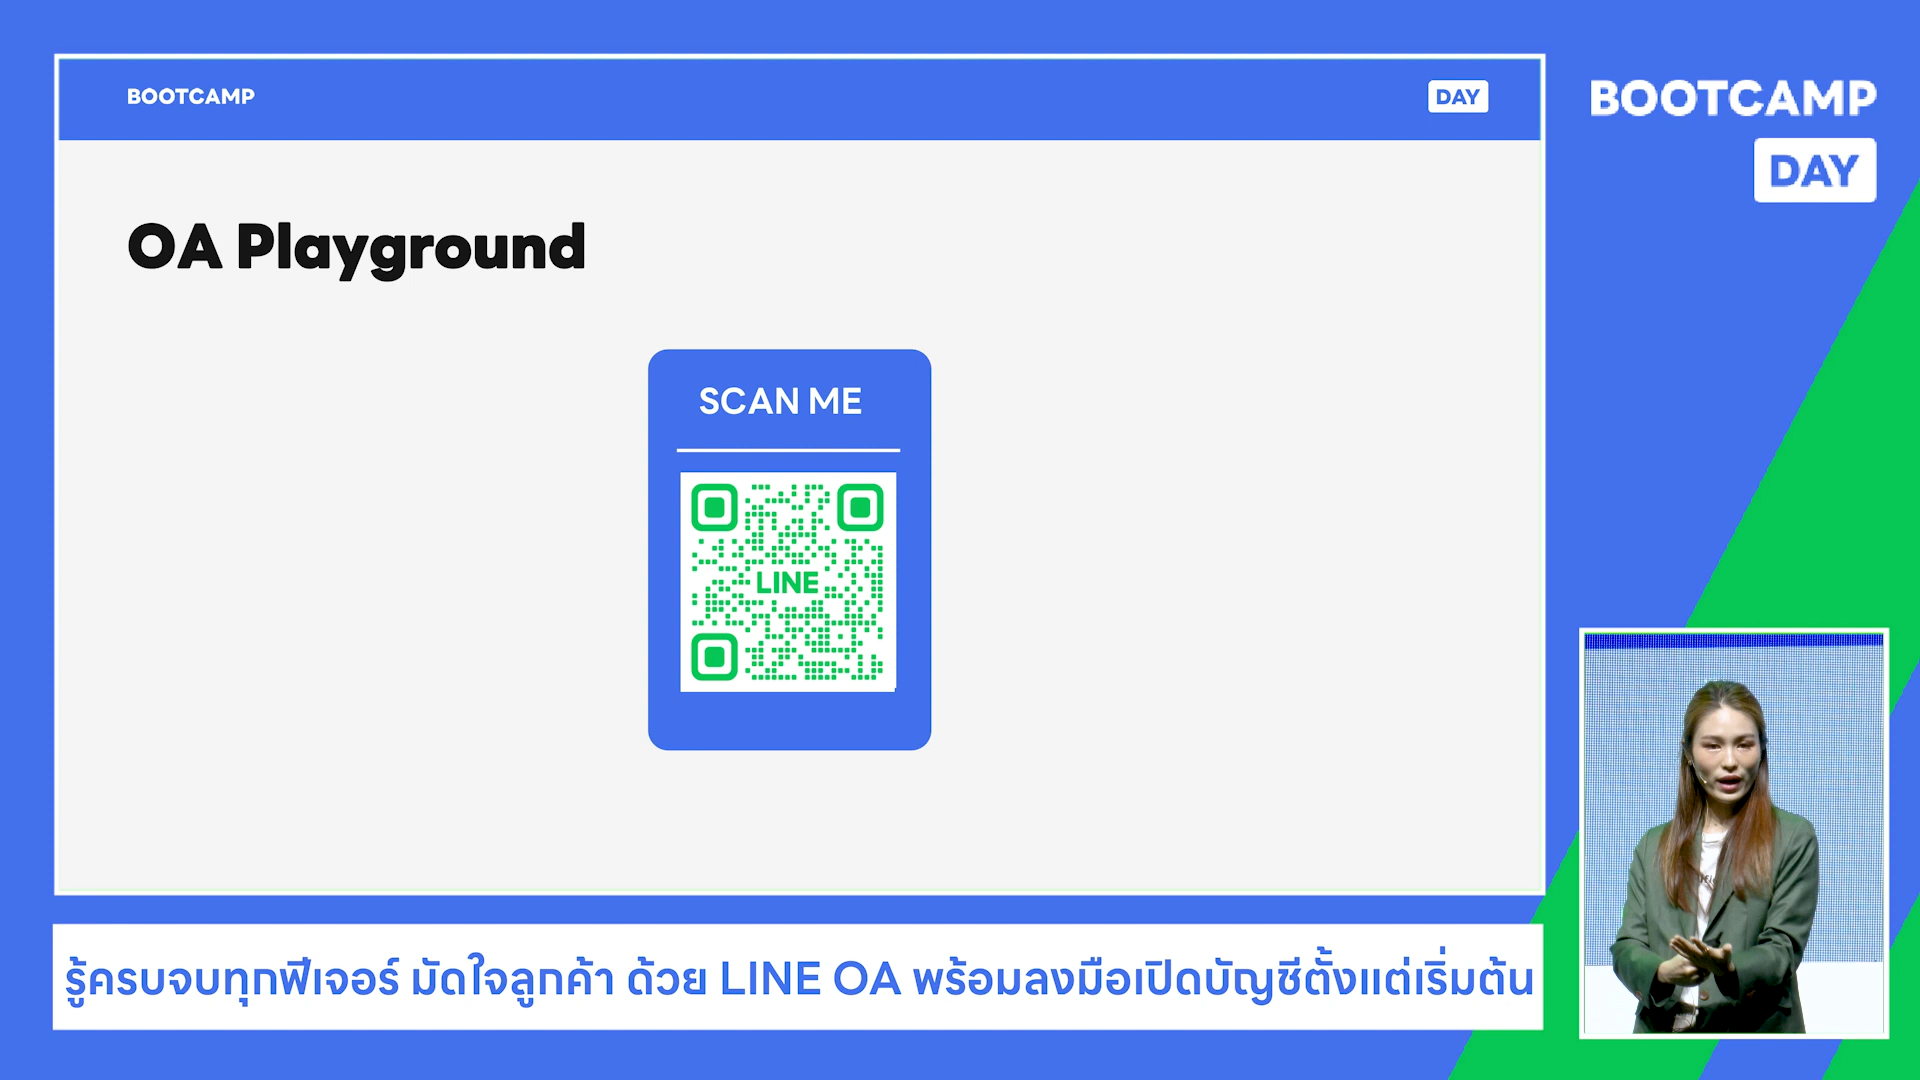 BOOTCAMP
DAY
OA Playground
SCAN ME
LINE
รู้ครบจบทุกฟีเจอร์ มัดใจลูกค้า ด้วย LINE OA พร้อมลงมือเปิดบัญชีตั้งแต่เริ่มต้น
BOOTCAMP
DAY